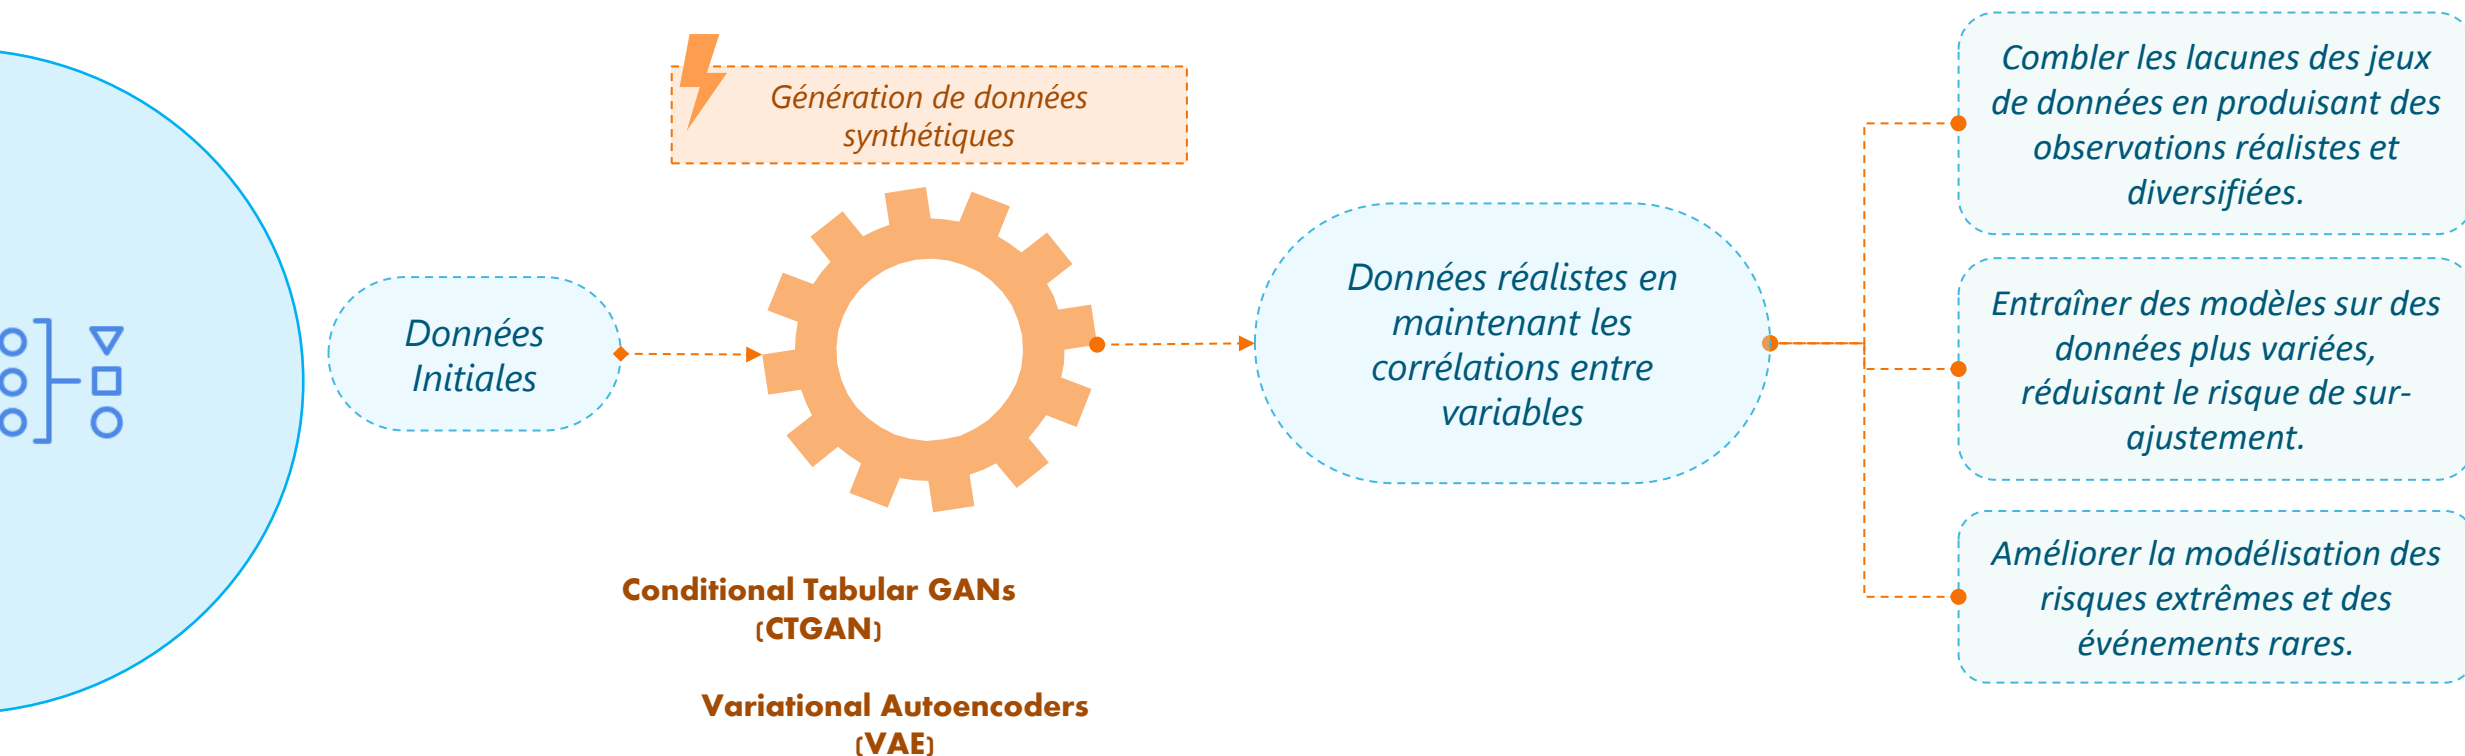 Génération de données
synthétiques
Données
Initiales
Conditional Tabular GANs
(CTGAN)
Variational Autoencoders
(VAE)
Données réalistes en
maintenant les
corrélations entre
variables
Combler les lacunes des jeux
de données en produisant des
observations réalistes et
diversifiées.
Entraîner des modèles sur des
données plus variées,
réduisant le risque de sur-
ajustement.
Améliorer la modélisation des
risques extrêmes et des
événements rares.